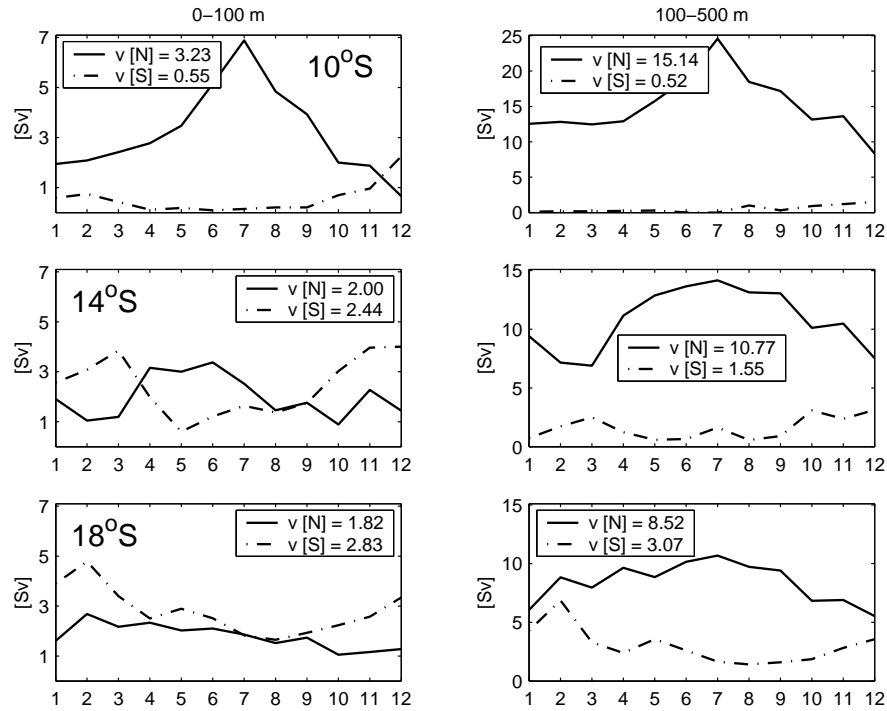 0–100 m
100–500 m
7
5
3
1
[Sv]
v [N] = 3.23
v [S] = 0.55
10°S
1 2 3 4 5 6 7 8 9 10 11 12
25
20
15
10
5
0
[Sv]
v [N] = 15.14
v [S] = 0.52
1 2 3 4 5 6 7 8 9 10 11 12
7
5
3
1
[Sv]
14°S
v [N] = 2.00
v [S] = 2.44
1 2 3 4 5 6 7 8 9 10 11 12
15
10
5
0
v [N] = 10.77
v [S] = 1.55
1 2 3 4 5 6 7 8 9 10 11 12
7
5
3
1
[Sv]
18°S
v [N] = 1.82
v [S] = 2.83
1 2 3 4 5 6 7 8 9 10 11 12
15
10
5
0
[Sv]
v [N] = 8.52
v [S] = 3.07
1 2 3 4 5 6 7 8 9 10 11 12